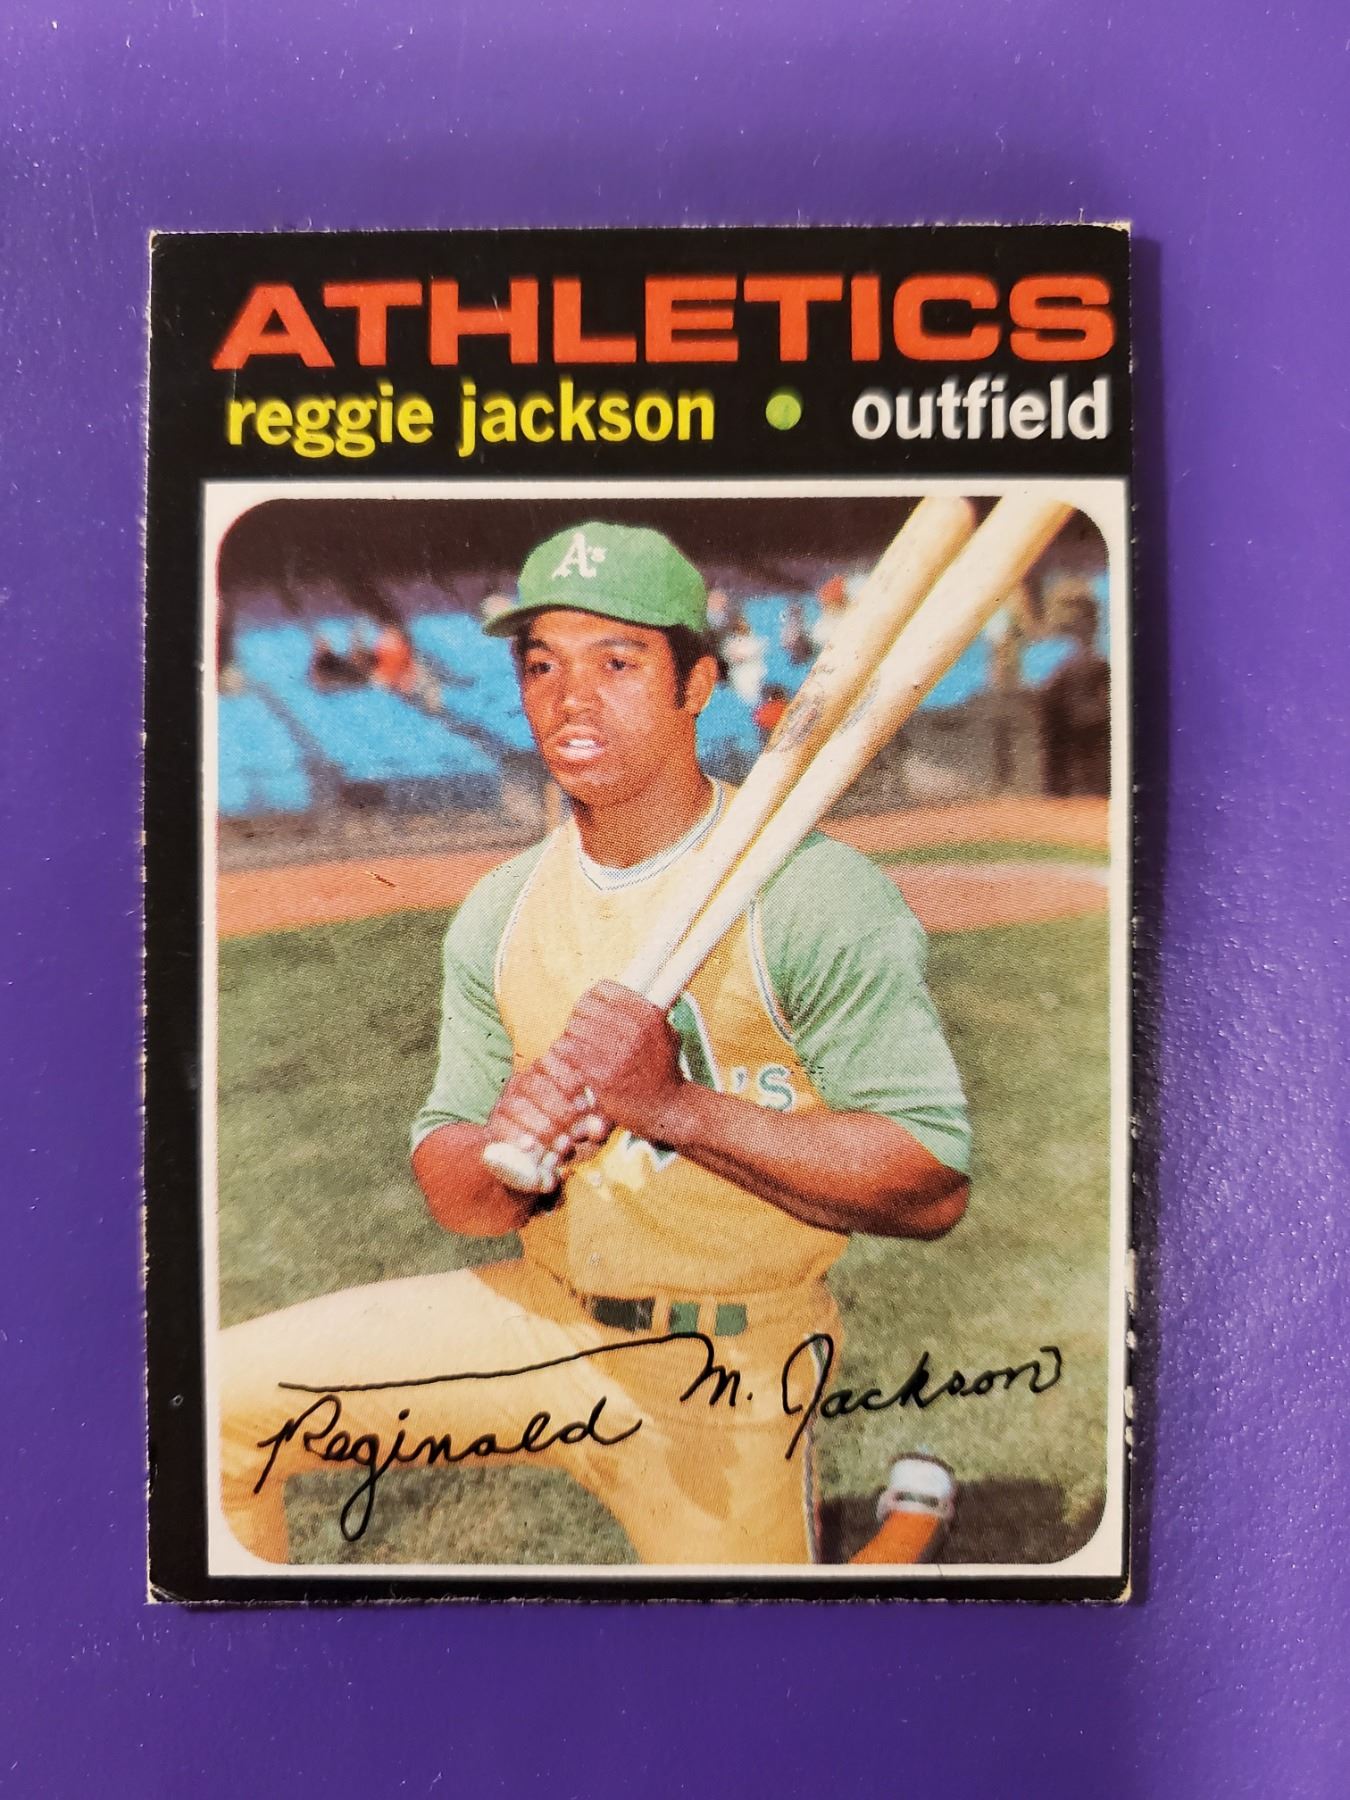 ATHLETICS
reggie jackson • outfield
A's
'S
Reginald M. Jackson